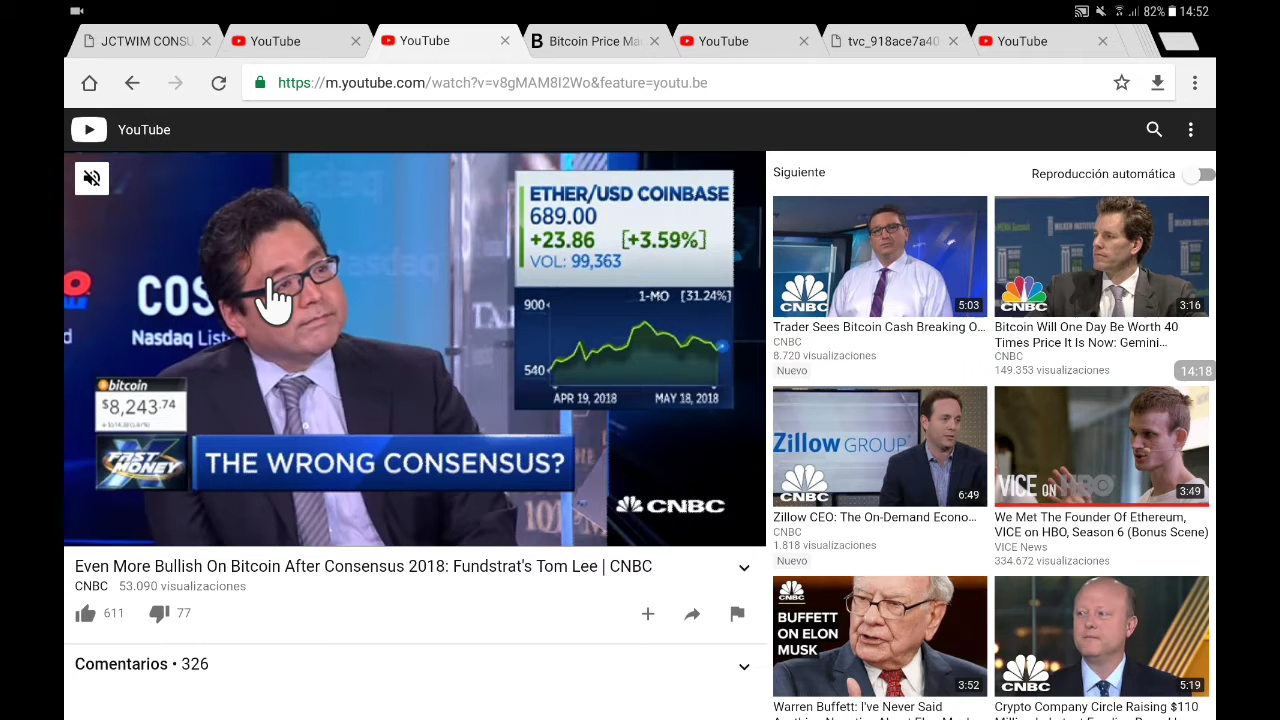 82% 14:52
JCTWIM CONSU
YouTube
YouTube
Bitcoin Price Ma
YouTube
tvc_918ace7a40
YouTube
https://m.youtube.com/watch?v=v8gMAM8I2Wo&feature=youtu.be
YouTube
COS
Nasdaq List
ETHER/USD COINBASE
689.00
+23.86 [+3.59%]
VOL: 99,363
1-MO [31.24%]
900
540
APR 19, 2018 MAY 18, 2018
bitcoin
$8,243.74
FAST MONEY
THE WRONG CONSENSUS?
CNBC
Even More Bullish On Bitcoin After Consensus 2018: Fundstrat's Tom Lee | CNBC
CNBC 53.090 visualizaciones
611 77
Comentarios • 326
Siguiente
Reproducción automática
CNBC
5:03
Trader Sees Bitcoin Cash Breaking O...
CNBC
8.720 visualizaciones
Nuevo
CNBC
3:16
Bitcoin Will One Day Be Worth 40
Times Price It Is Now: Gemini...
CNBC
149.353 visualizaciones
14:18
Zillow GROUP
CNBC
6:49
Zillow CEO: The On-Demand Econo...
CNBC
1.818 visualizaciones
Nuevo
VICE ON HBO
3:49
We Met The Founder Of Ethereum,
VICE on HBO, Season 6 (Bonus Scene)
VICE News
334.672 visualizaciones
CNBC
BUFFETT
ON ELON
MUSK
3:52
Warren Buffett: I've Never Said
CNBC
5:19
Crypto Company Circle Raising $110